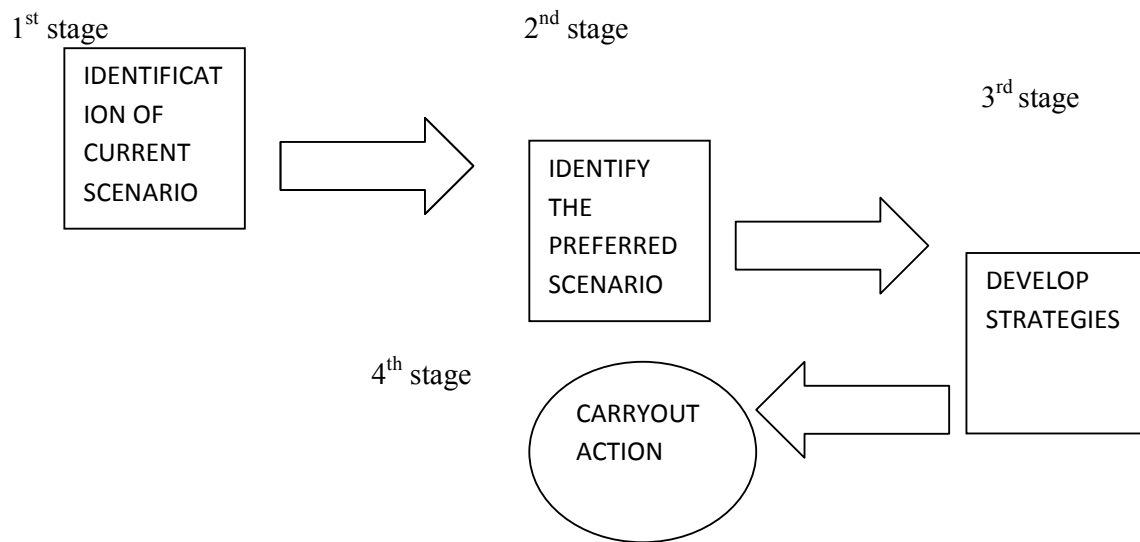 1st stage
IDENTIFICAT
ION OF
CURRENT
SCENARIO
2nd stage
IDENTIFY
THE
PREFERRED
SCENARIO
3rd stage
DEVELOP
STRATEGIES
4th stage
CARRYOUT
ACTION